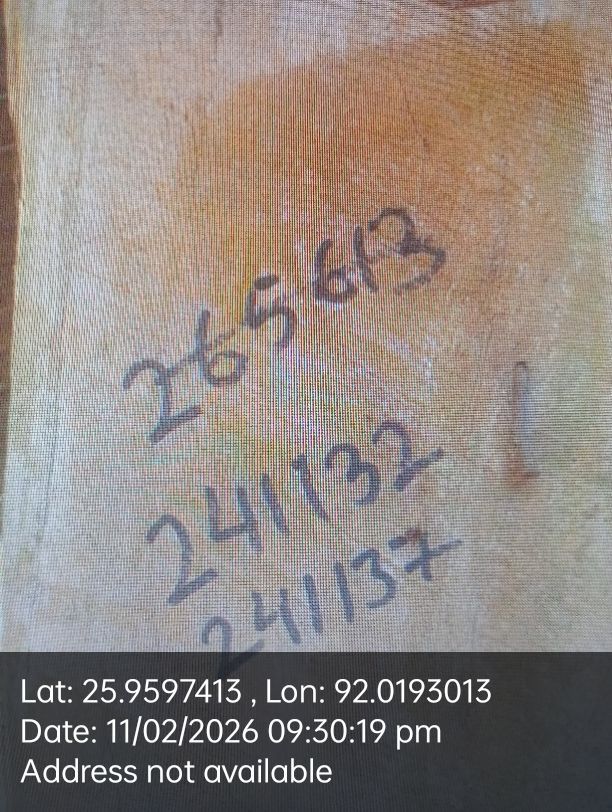 265613
241132
241137
Lat: 25.9597413 , Lon: 92.0193013
Date: 11/02/2026 09:30:19 pm
Address not available